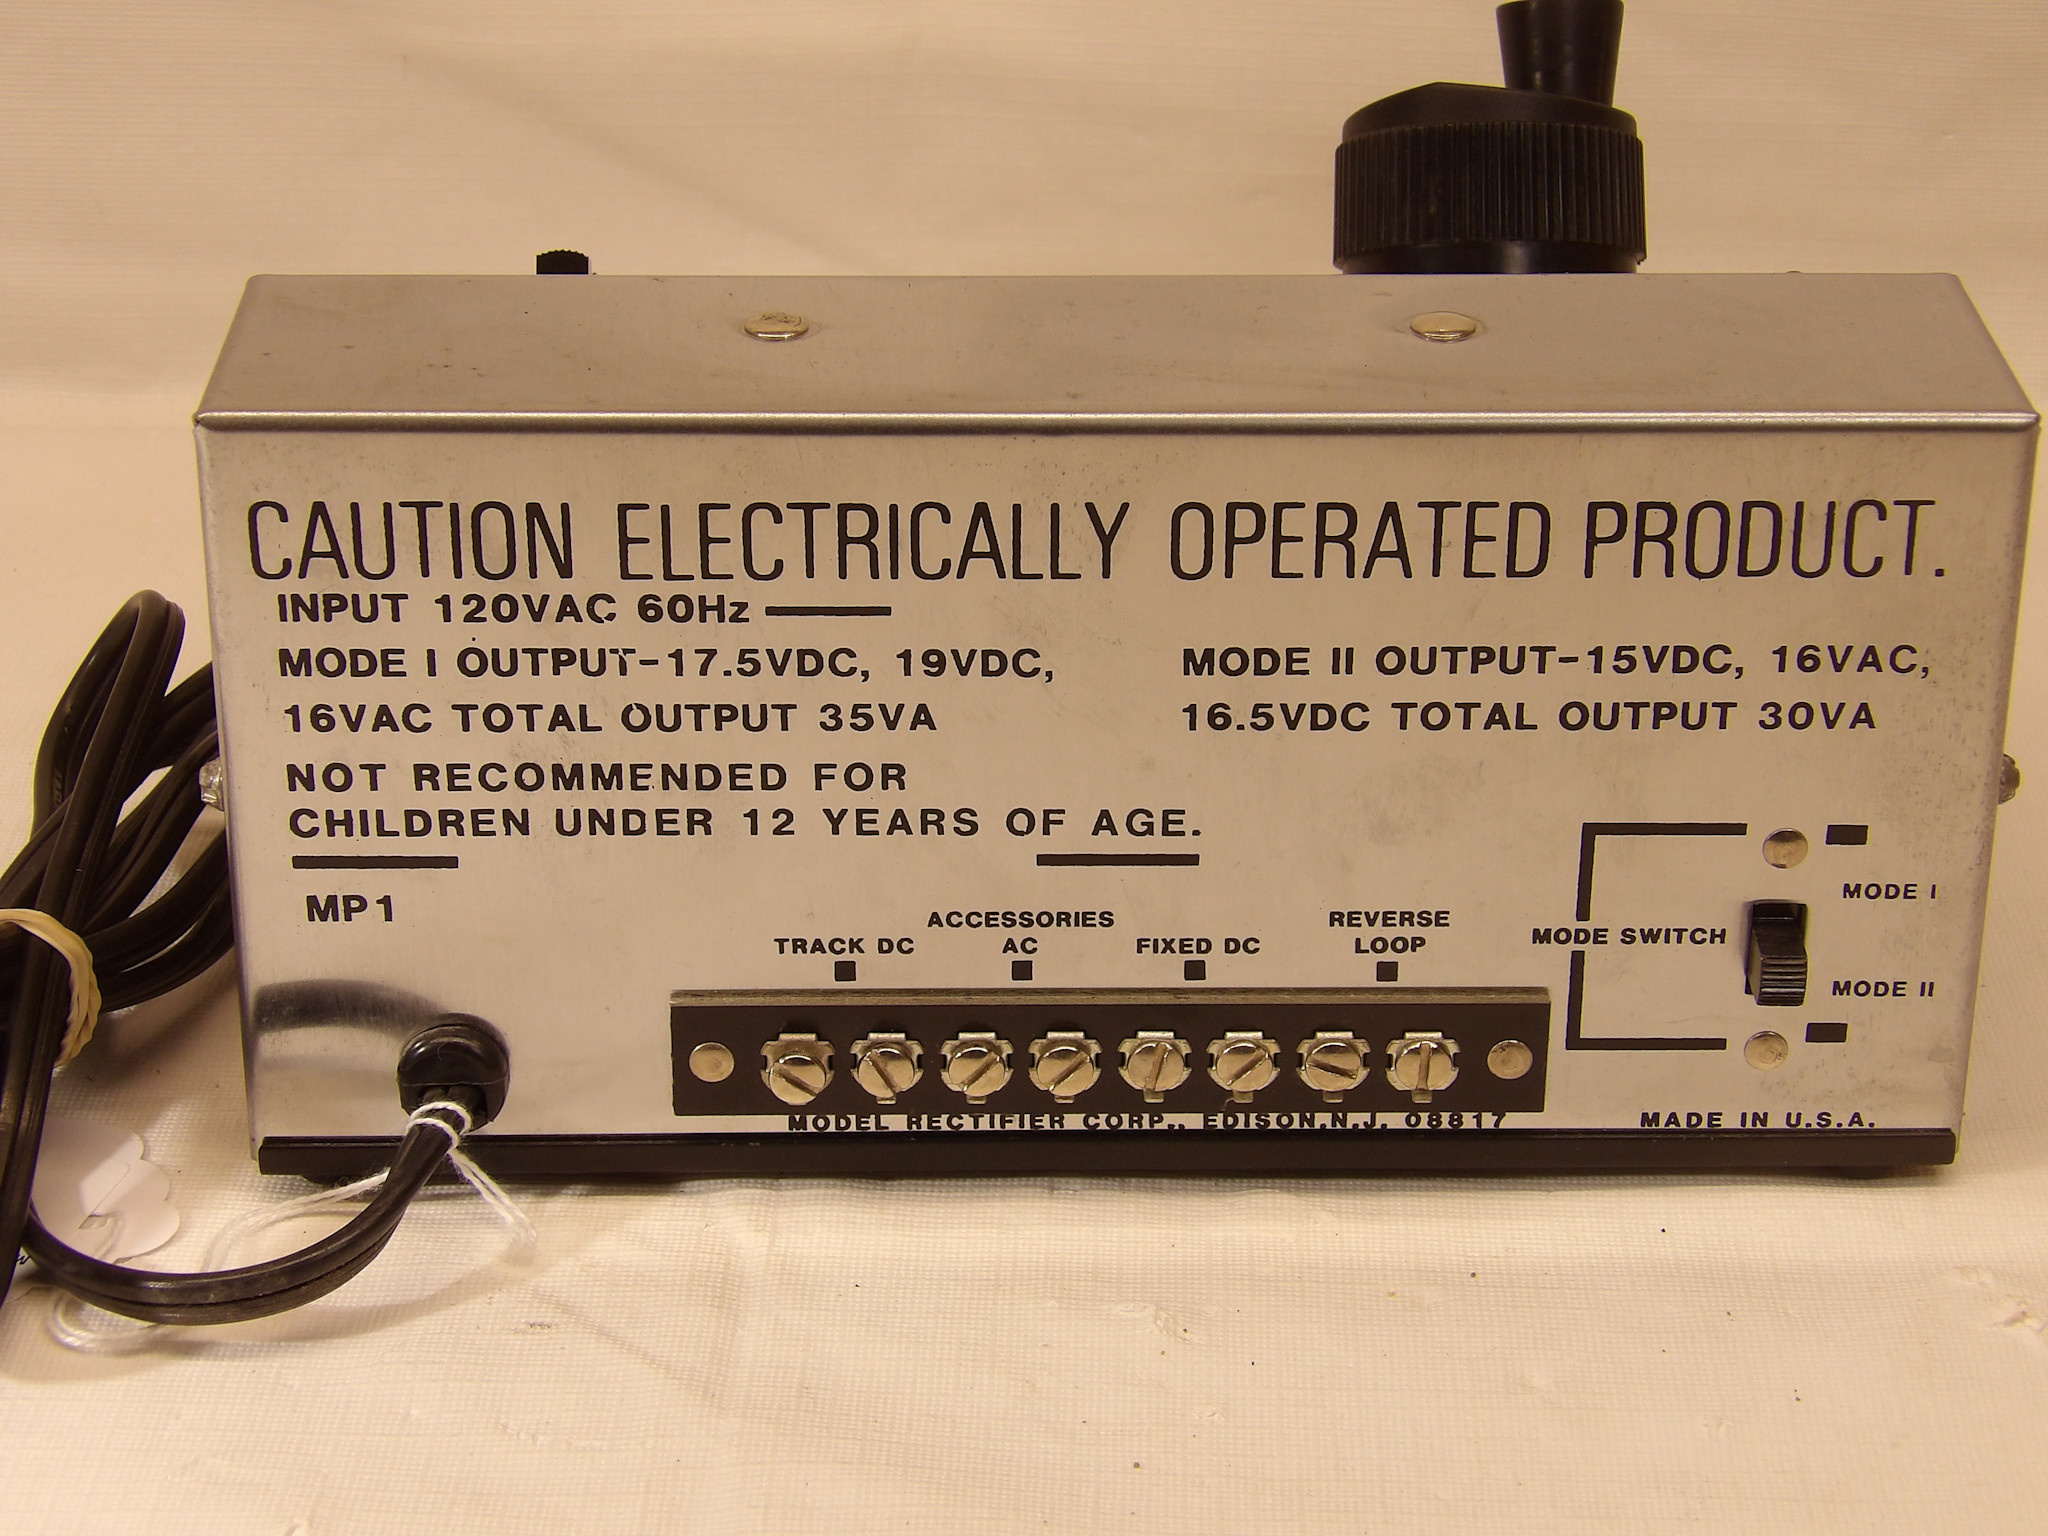 CAUTION ELECTRICALLY OPERATED PRODUCT.
INPUT 120VAC 60Hz
MODE I OUTPUT-17.5VDC, 19VDC,
16VAC TOTAL OUTPUT 35VA
MODE II OUTPUT-15VDC, 16VAC,
16.5VDC TOTAL OUTPUT 30VA
NOT RECOMMENDED FOR
CHILDREN UNDER 12 YEARS OF AGE.
MP1
TRACK DC
ACCESSORIES
AC
FIXED DC
REVERSE
LOOP
MODE SWITCH
MODE I
MODE II
MODEL RECTIFIER CORP., EDISON, N.J. 08817
MADE IN U.S.A.